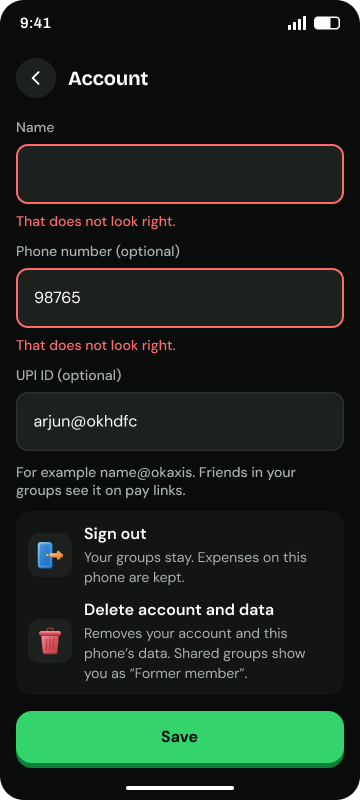 9:41
Account
Name
That does not look right.
Phone number (optional)
98765
That does not look right.
UPI ID (optional)
arjun@okhdfc
For example name@okaxis. Friends in your
groups see it on pay links.
Sign out
Your groups stay. Expenses on this
phone are kept.
Delete account and data
Removes your account and this
phone’s data. Shared groups show
you as “Former member”.
Save